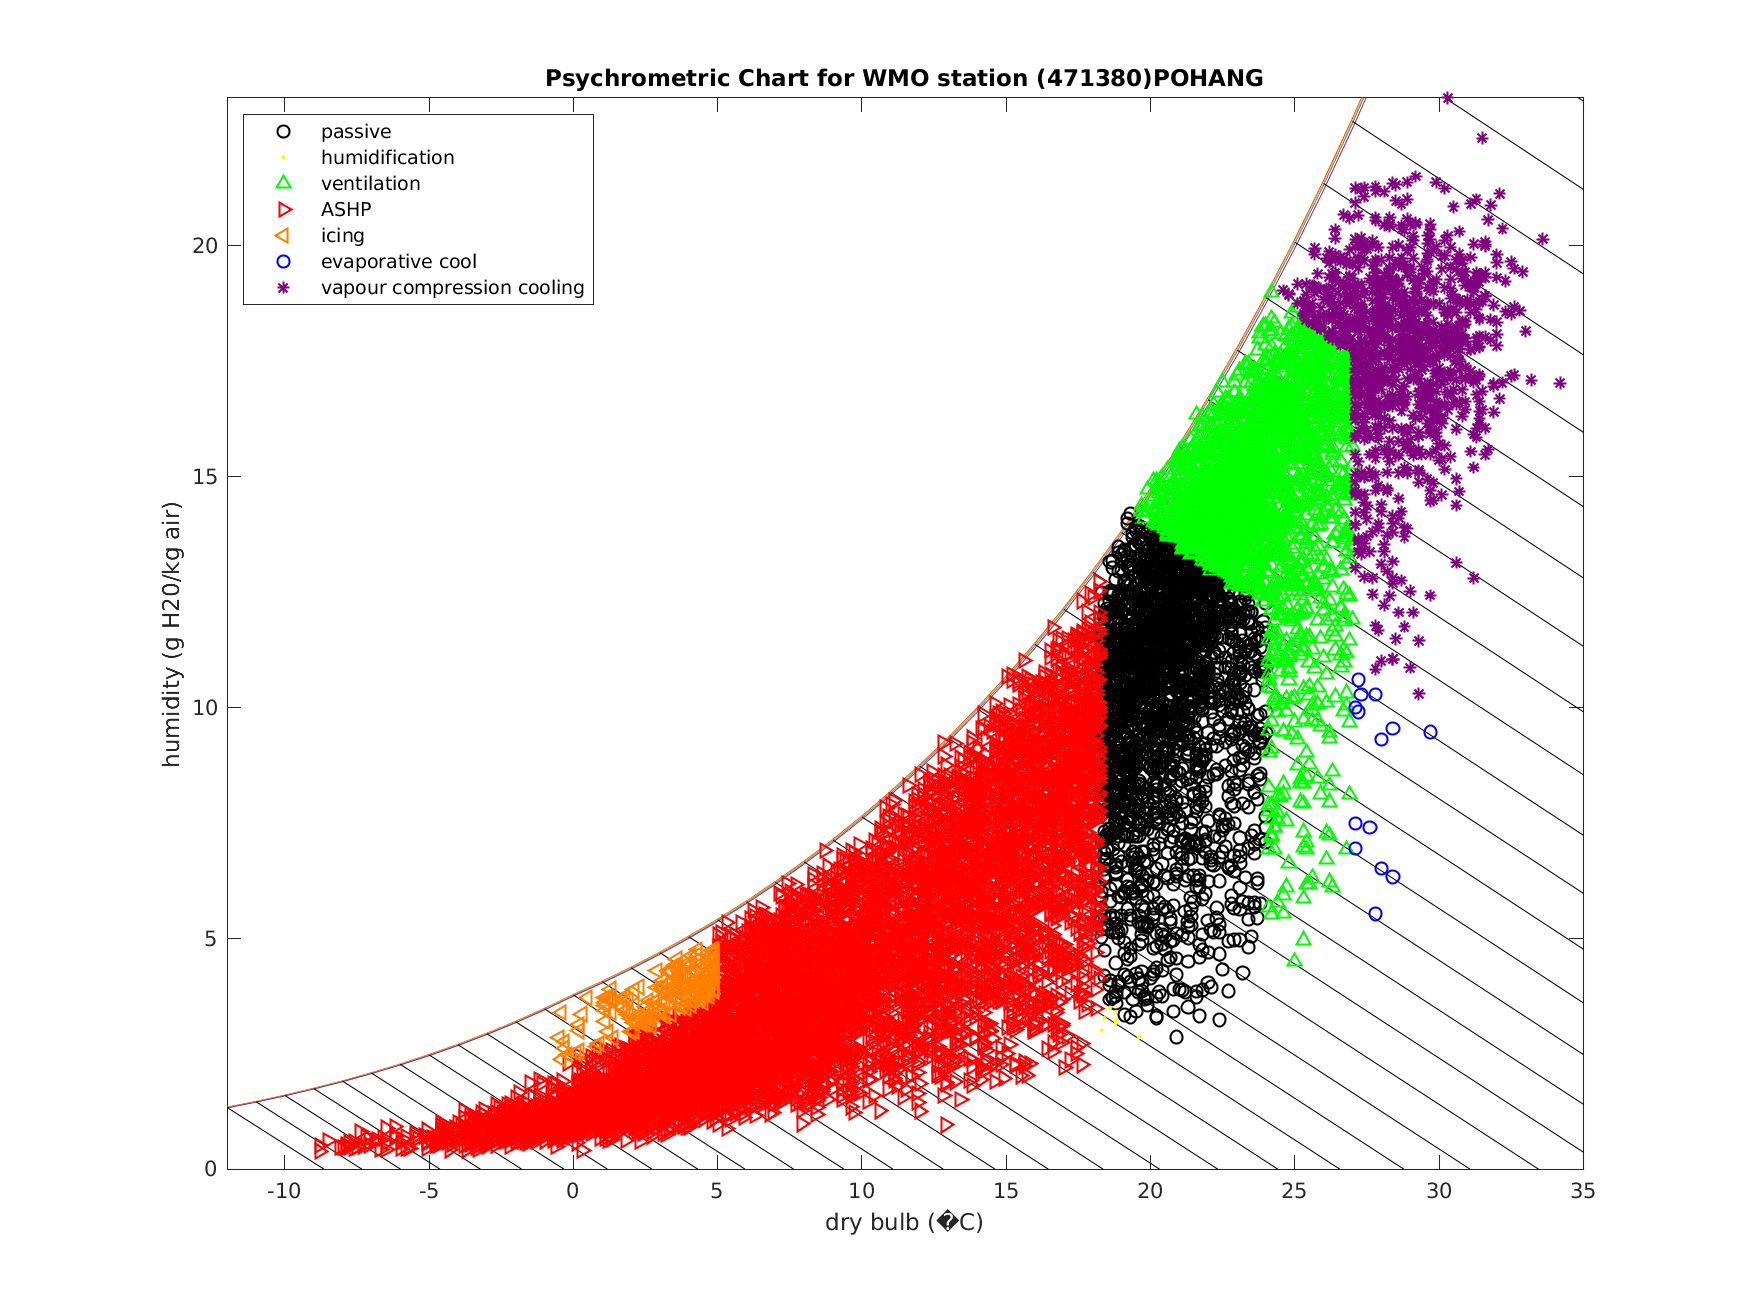 Psychrometric Chart for WMO station (471380)POHANG
passive
humidification
ventilation
ASHP
icing
evaporative cool
vapour compression cooling
humidity (g H20/kg air)
20
15
10
5
0
-10 -5 0 5 10 15 20 25 30 35
dry bulb (�C)